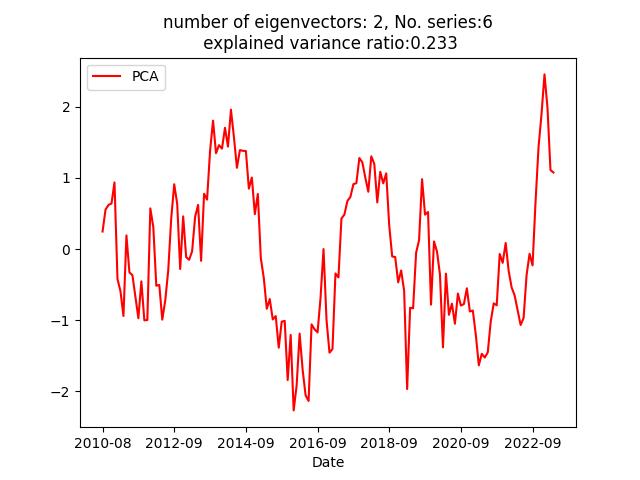 number of eigenvectors: 2, No. series:6
explained variance ratio:0.233
PCA
2
1
0
−1
−2
2010-08 2012-09 2014-09 2016-09 2018-09 2020-09 2022-09
Date